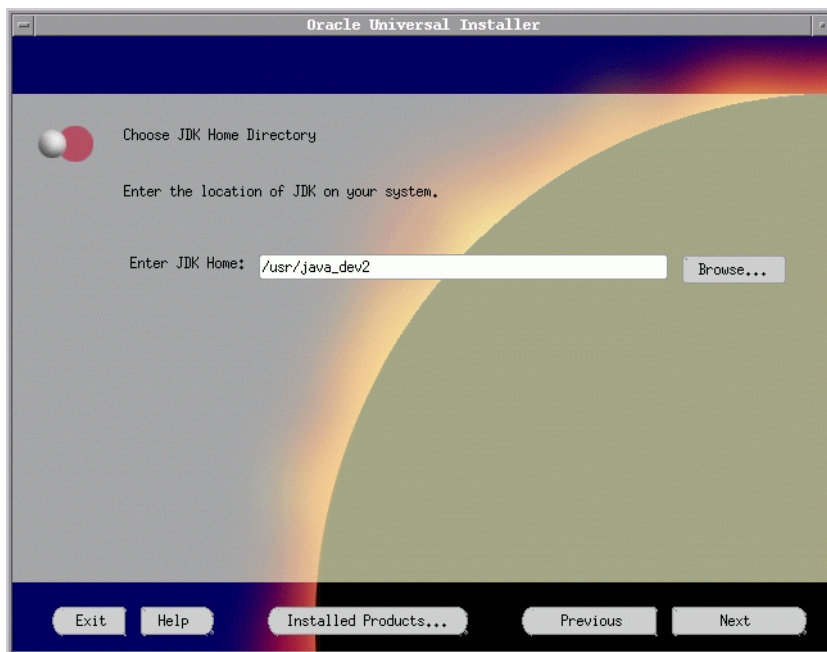 Oracle Universal Installer
Choose JDK Home Directory
Enter the location of JDK on your system.
Enter JDK Home: /usr/java_dev2 Browse...
Exit Help Installed Products... Previous Next